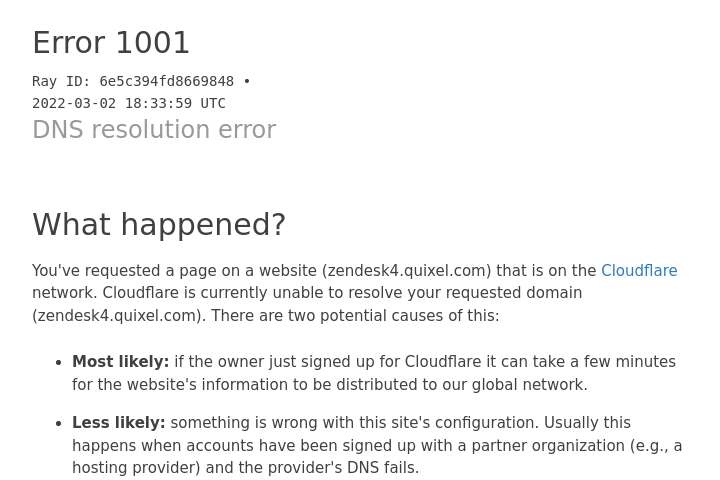 Error 1001
Ray ID: 6e5c394fd8669848 •
2022-03-02 18:33:59 UTC
DNS resolution error
What happened?
You've requested a page on a website (zendesk4.quixel.com) that is on the Cloudflare
network. Cloudflare is currently unable to resolve your requested domain
(zendesk4.quixel.com). There are two potential causes of this:
• Most likely: if the owner just signed up for Cloudflare it can take a few minutes
for the website's information to be distributed to our global network.
• Less likely: something is wrong with this site's configuration. Usually this
happens when accounts have been signed up with a partner organization (e.g., a
hosting provider) and the provider's DNS fails.